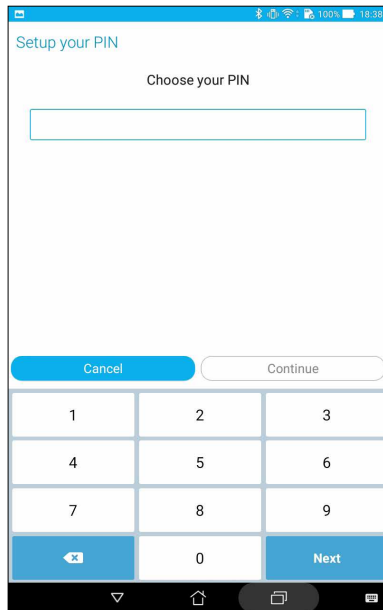 100% 18:38
Setup your PIN
Choose your PIN
Cancel Continue
1 2 3
4 5 6
7 8 9
0 Next